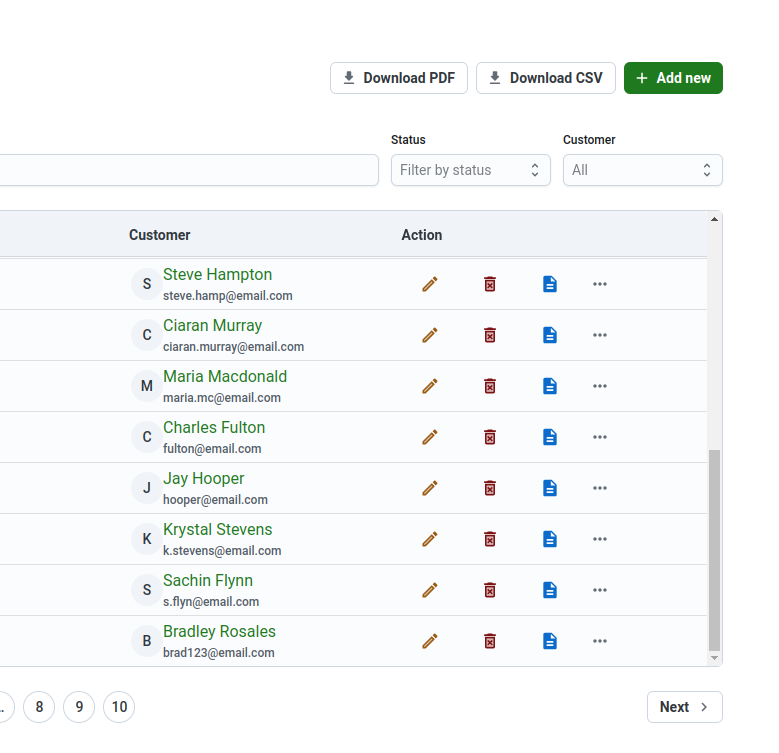 Download PDF Download CSV Add new
Status Customer
Filter by status All
Customer Action
S Steve Hampton
steve.hamp@email.com
C Ciaran Murray
ciaran.murray@email.com
M Maria Macdonald
maria.mc@email.com
C Charles Fulton
fulton@email.com
J Jay Hooper
hooper@email.com
K Krystal Stevens
k.stevens@email.com
S Sachin Flynn
s.flyn@email.com
B Bradley Rosales
brad123@email.com
8 9 10 Next